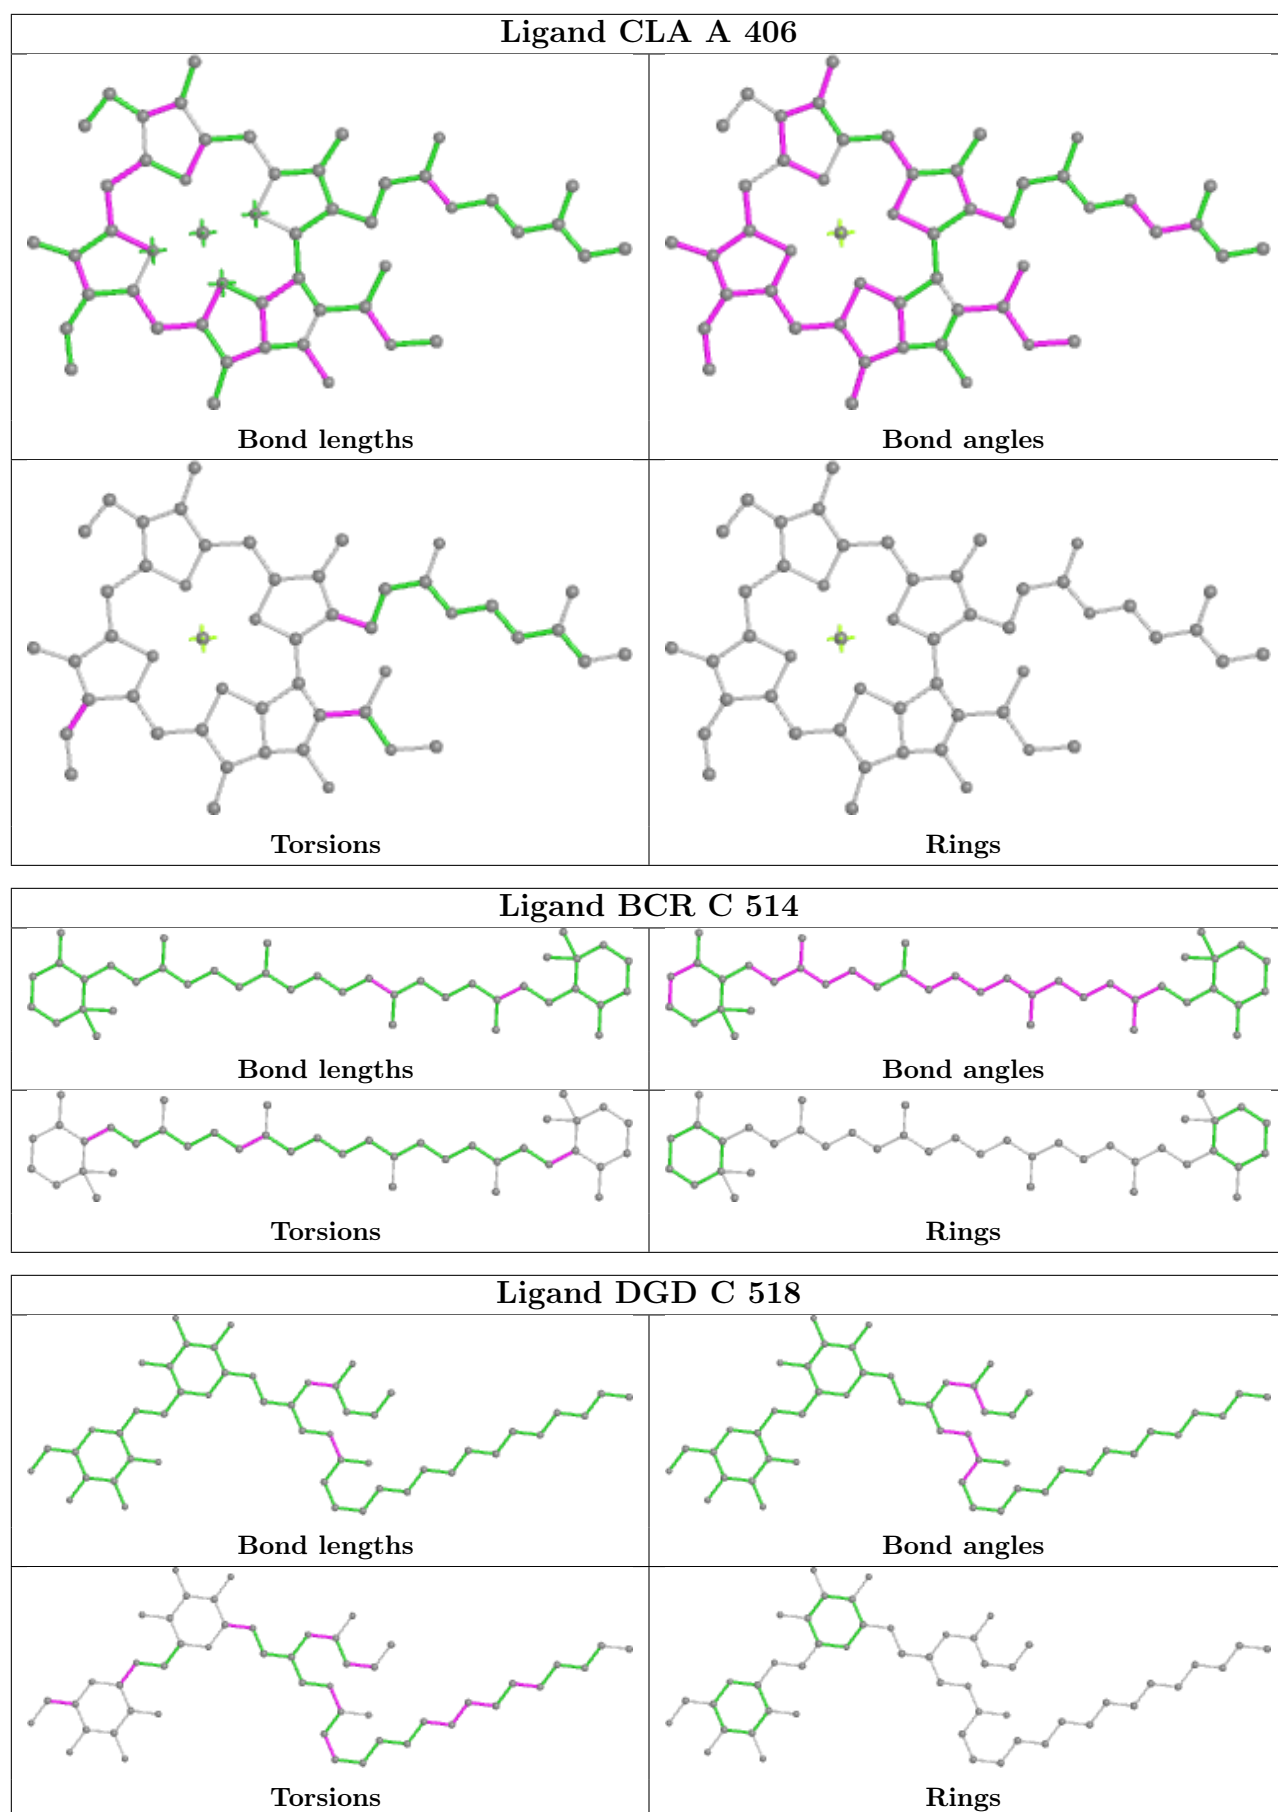 Ligand CLA A 406
Bond lengths
Bond angles
Torsions
Rings
Ligand BCR C 514
Bond lengths
Bond angles
Torsions
Rings
Ligand DGD C 518
Bond lengths
Bond angles
Torsions
Rings